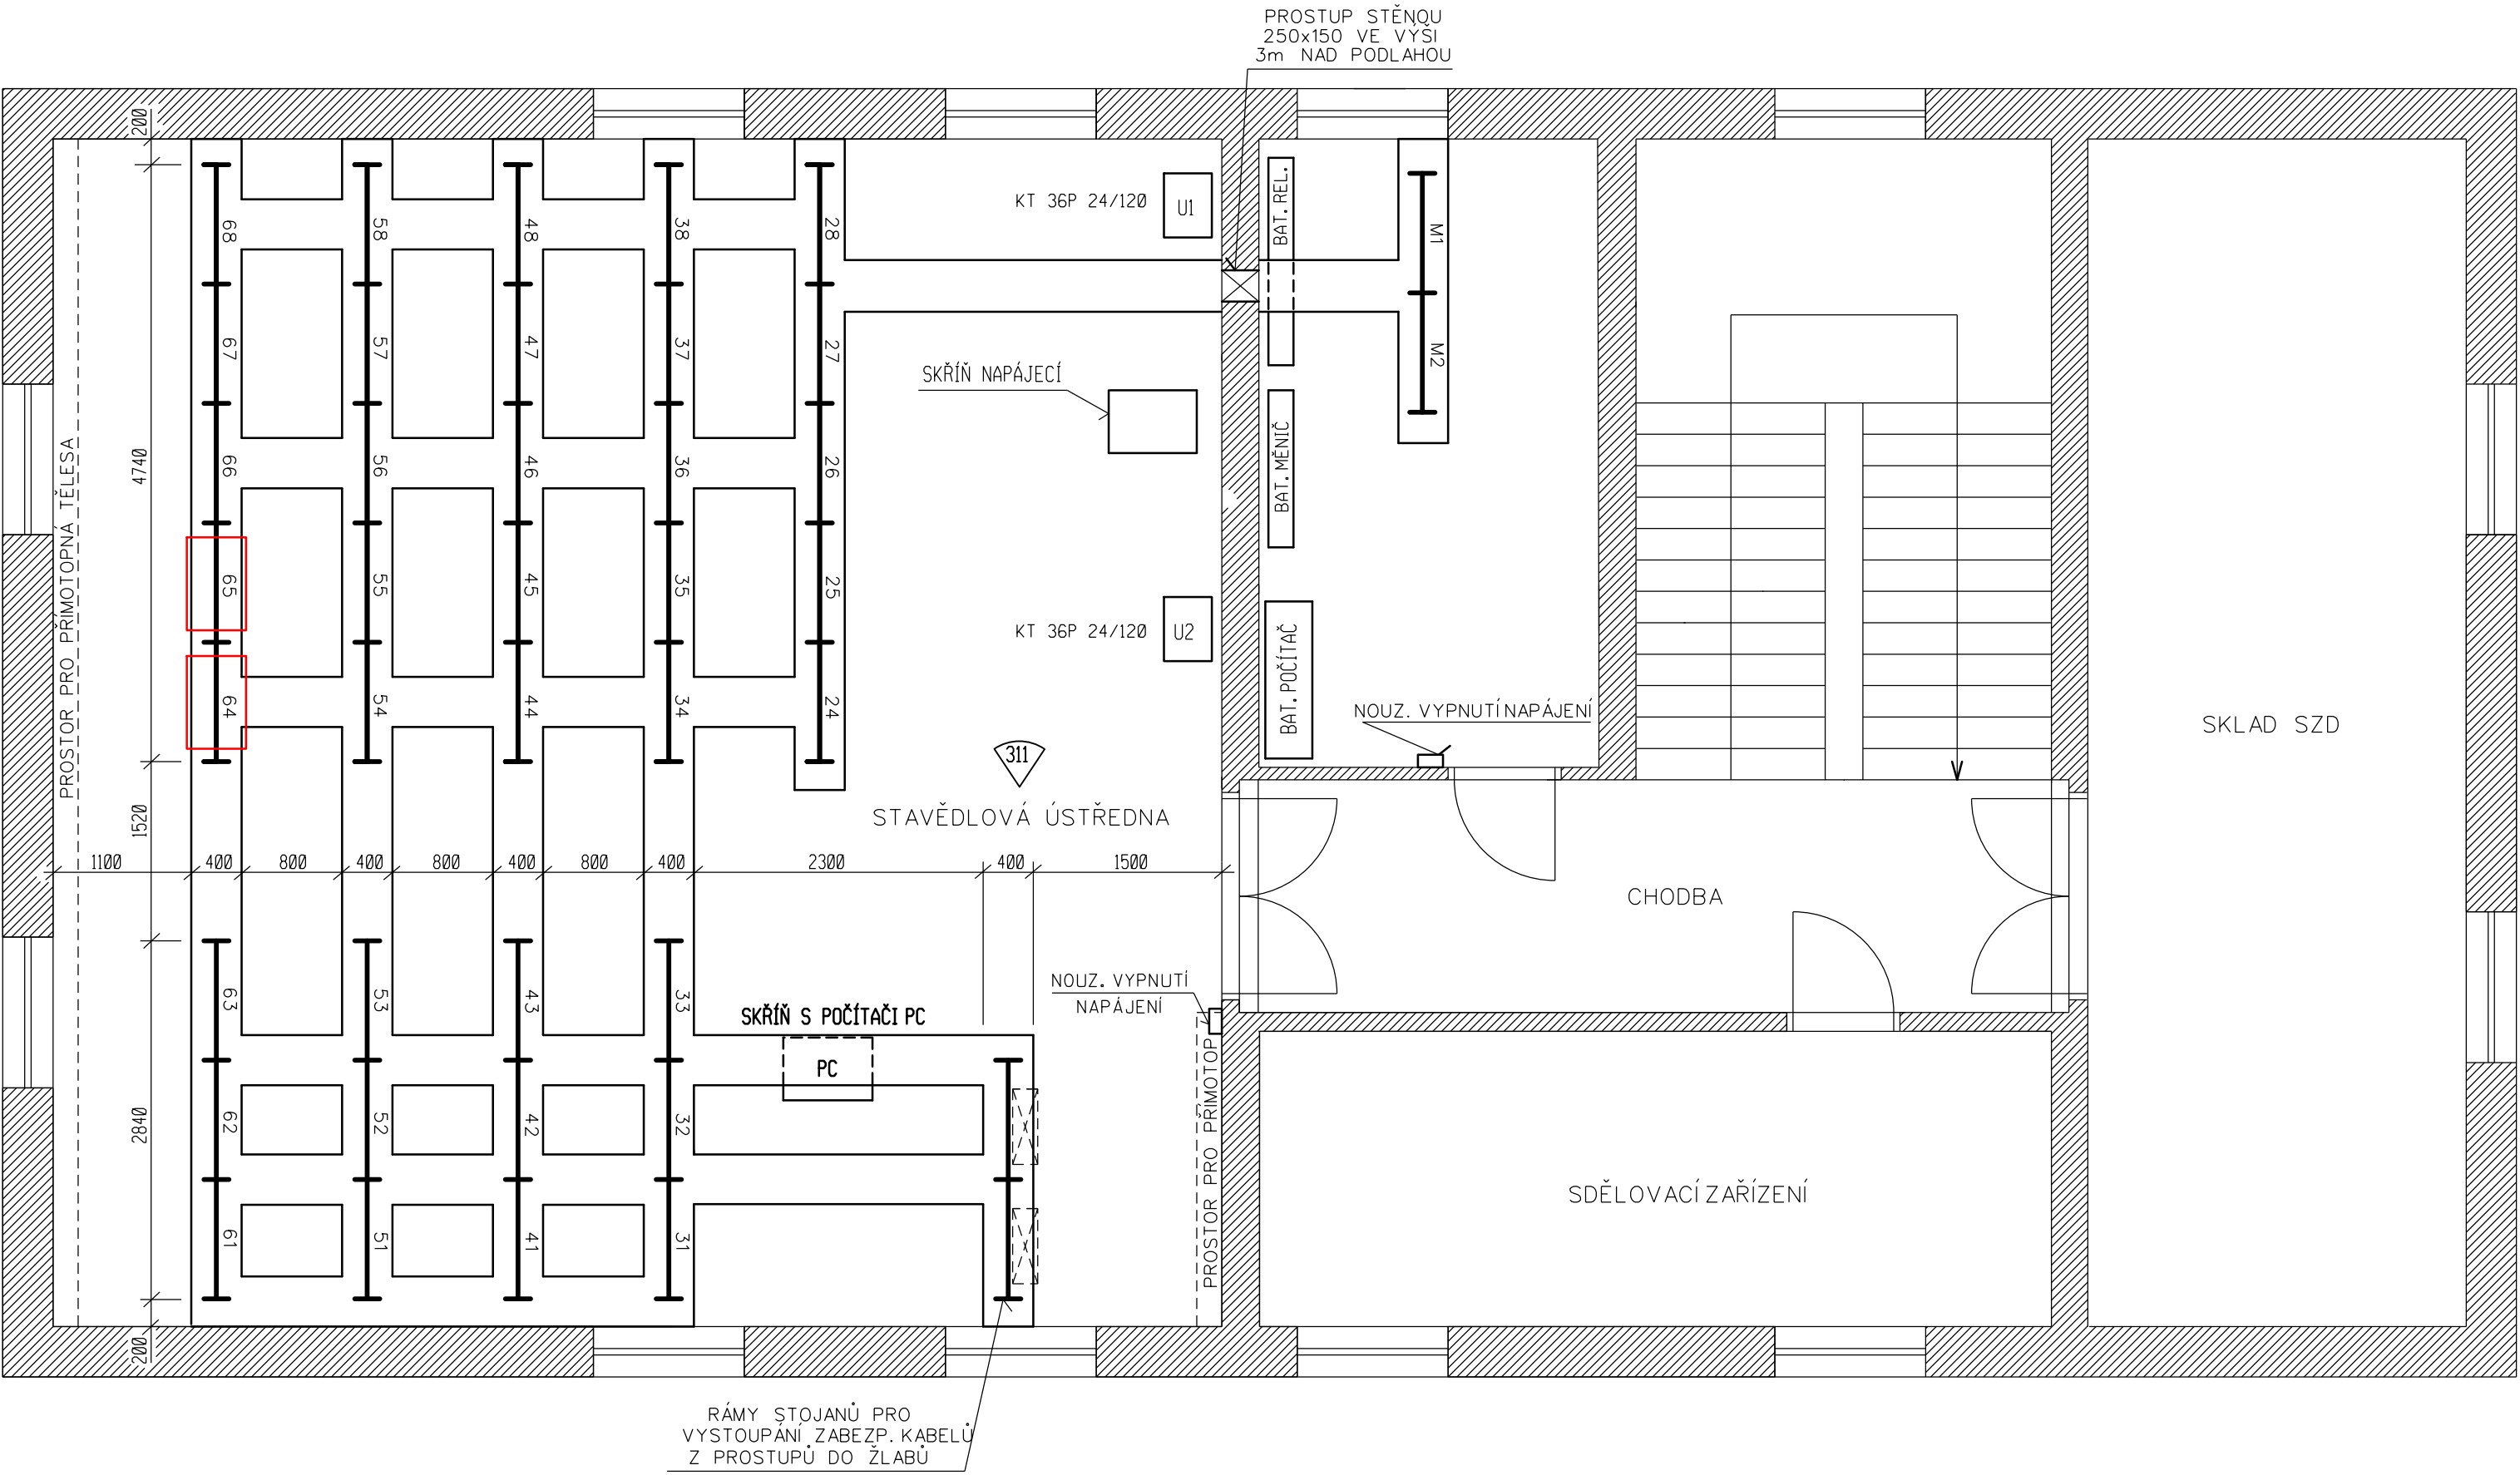 PROSTUP STĚNOU
250x150 VE VÝŠI
3m NAD PODLAHOU
200
4740
1520
2840
200
PROSTOR PRO PŘÍMOTOPNÁ TĚLESA
68
58
48
38
28
67
57
47
37
27
66
56
46
36
26
65
55
45
35
25
64
54
44
34
24
KT 36P 24/120
U1
BAT. REL.
M1
M2
SKŘÍŇ NAPÁJECÍ
BAT. MĚNIČ
KT 36P 24/120
U2
BAT. POČÍTAČ
NOUZ. VYPNUTÍ NAPÁJENÍ
SKLAD SZD
311
STAVĚDLOVÁ ÚSTŘEDNA
1100
400
800
400
800
400
800
400
2300
400
1500
CHODBA
NOUZ. VYPNUTÍ
NAPÁJENÍ
63
53
43
33
SKŘÍŇ S POČÍTAČI PC
PC
62
52
42
32
61
51
41
31
PROSTOR PRO PŘÍMOTOP
SDĚLOVACÍ ZAŘÍZENÍ
RÁMY STOJANŮ PRO
VYSTOUPÁNÍ ZABEZP. KABELŮ
Z PROSTUPŮ DO ŽLABŮ